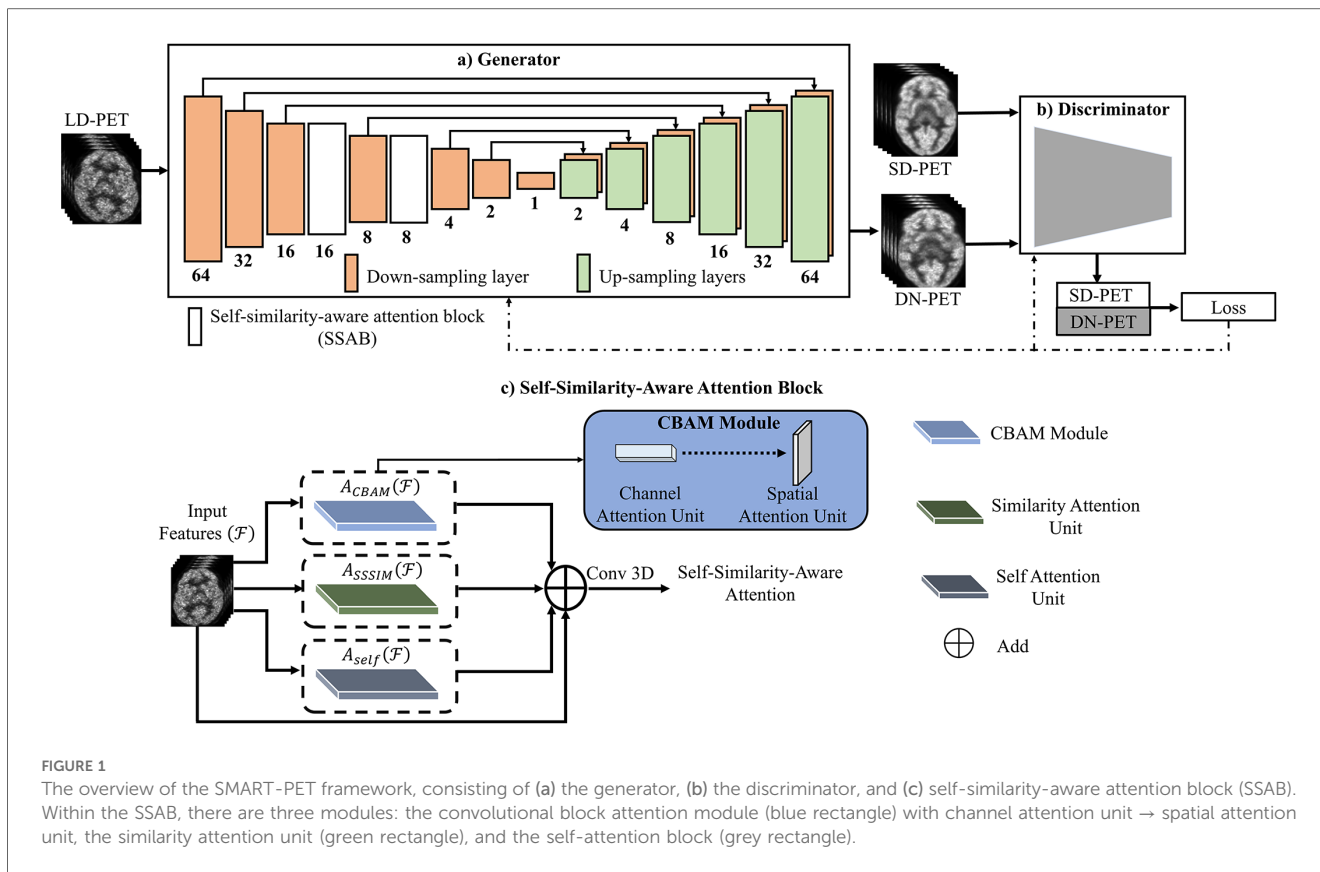 a) Generator
LD-PET
64
32
16
16
8
8
4
2
1
2
4
8
16
32
64
Down-sampling layer
Up-sampling layers
Self-similarity-aware attention block
(SSAB)
SD-PET
DN-PET
b) Discriminator
SD-PET
DN-PET
Loss
c) Self-Similarity-Aware Attention Block
CBAM Module
Channel
Attention Unit
Spatial
Attention Unit
Input
Features (ℱ)
A_CBAM(ℱ)
A_SSSIM(ℱ)
A_self(ℱ)
Conv 3D
Self-Similarity-Aware
Attention
CBAM Module
Similarity Attention
Unit
Self Attention
Unit
Add
FIGURE 1
The overview of the SMART-PET framework, consisting of (a) the generator, (b) the discriminator, and (c) self-similarity-aware attention block (SSAB).
Within the SSAB, there are three modules: the convolutional block attention module (blue rectangle) with channel attention unit → spatial attention
unit, the similarity attention unit (green rectangle), and the self-attention block (grey rectangle).